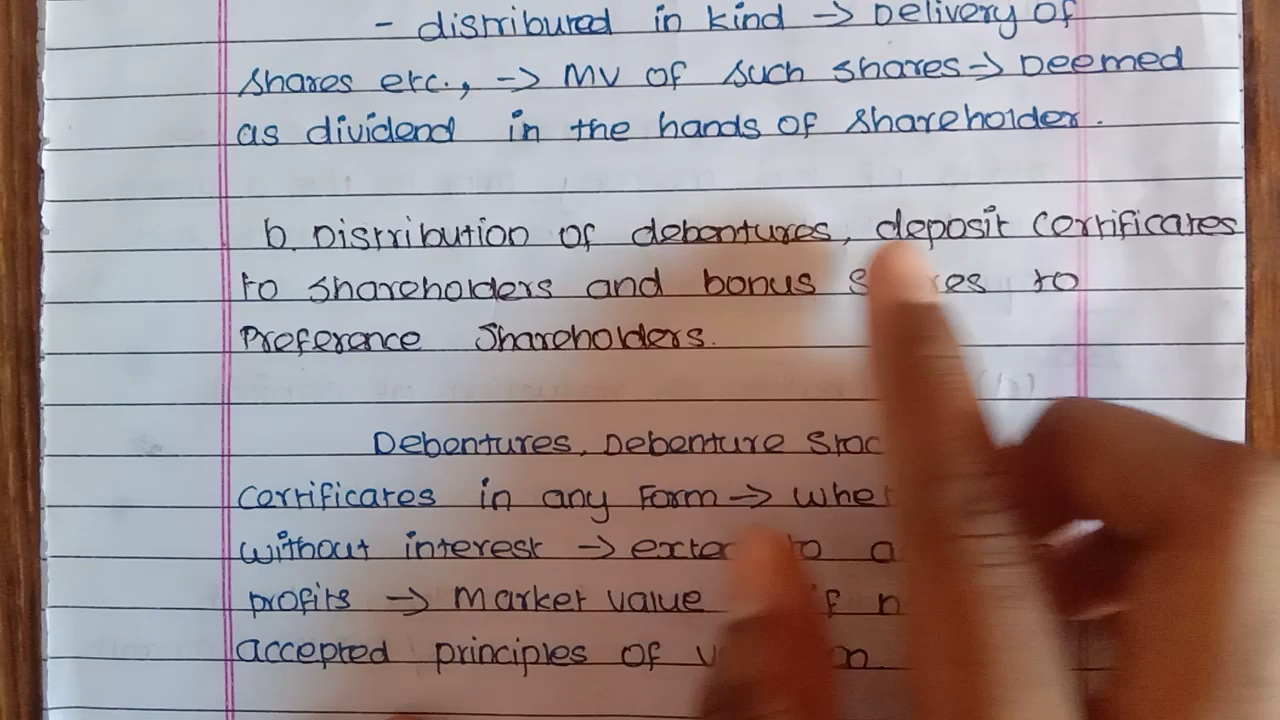 - distributed in kind → Delivery of
shares etc., → MV of such shares → Deemed
as dividend in the hands of shareholder.
b. Distribution of debentures, deposit certificates
to shareholders and bonus to
Preference Shareholders.
Debentures, Debenture
certificates in any Form →
without interest → to
profits → Market value
accepted principles of